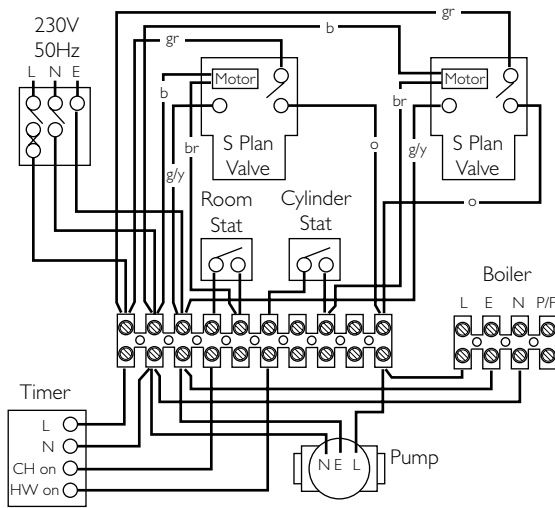 gr
b
gr
230V
50Hz
L N E
Motor
b
S Plan
Valve
br
g/y
o
Motor
br
S Plan
Valve
g/y
o
Room
Stat
Cylinder
Stat
Boiler
L E N P/F
Timer
L
N
CH on
HW on
N E L
Pump